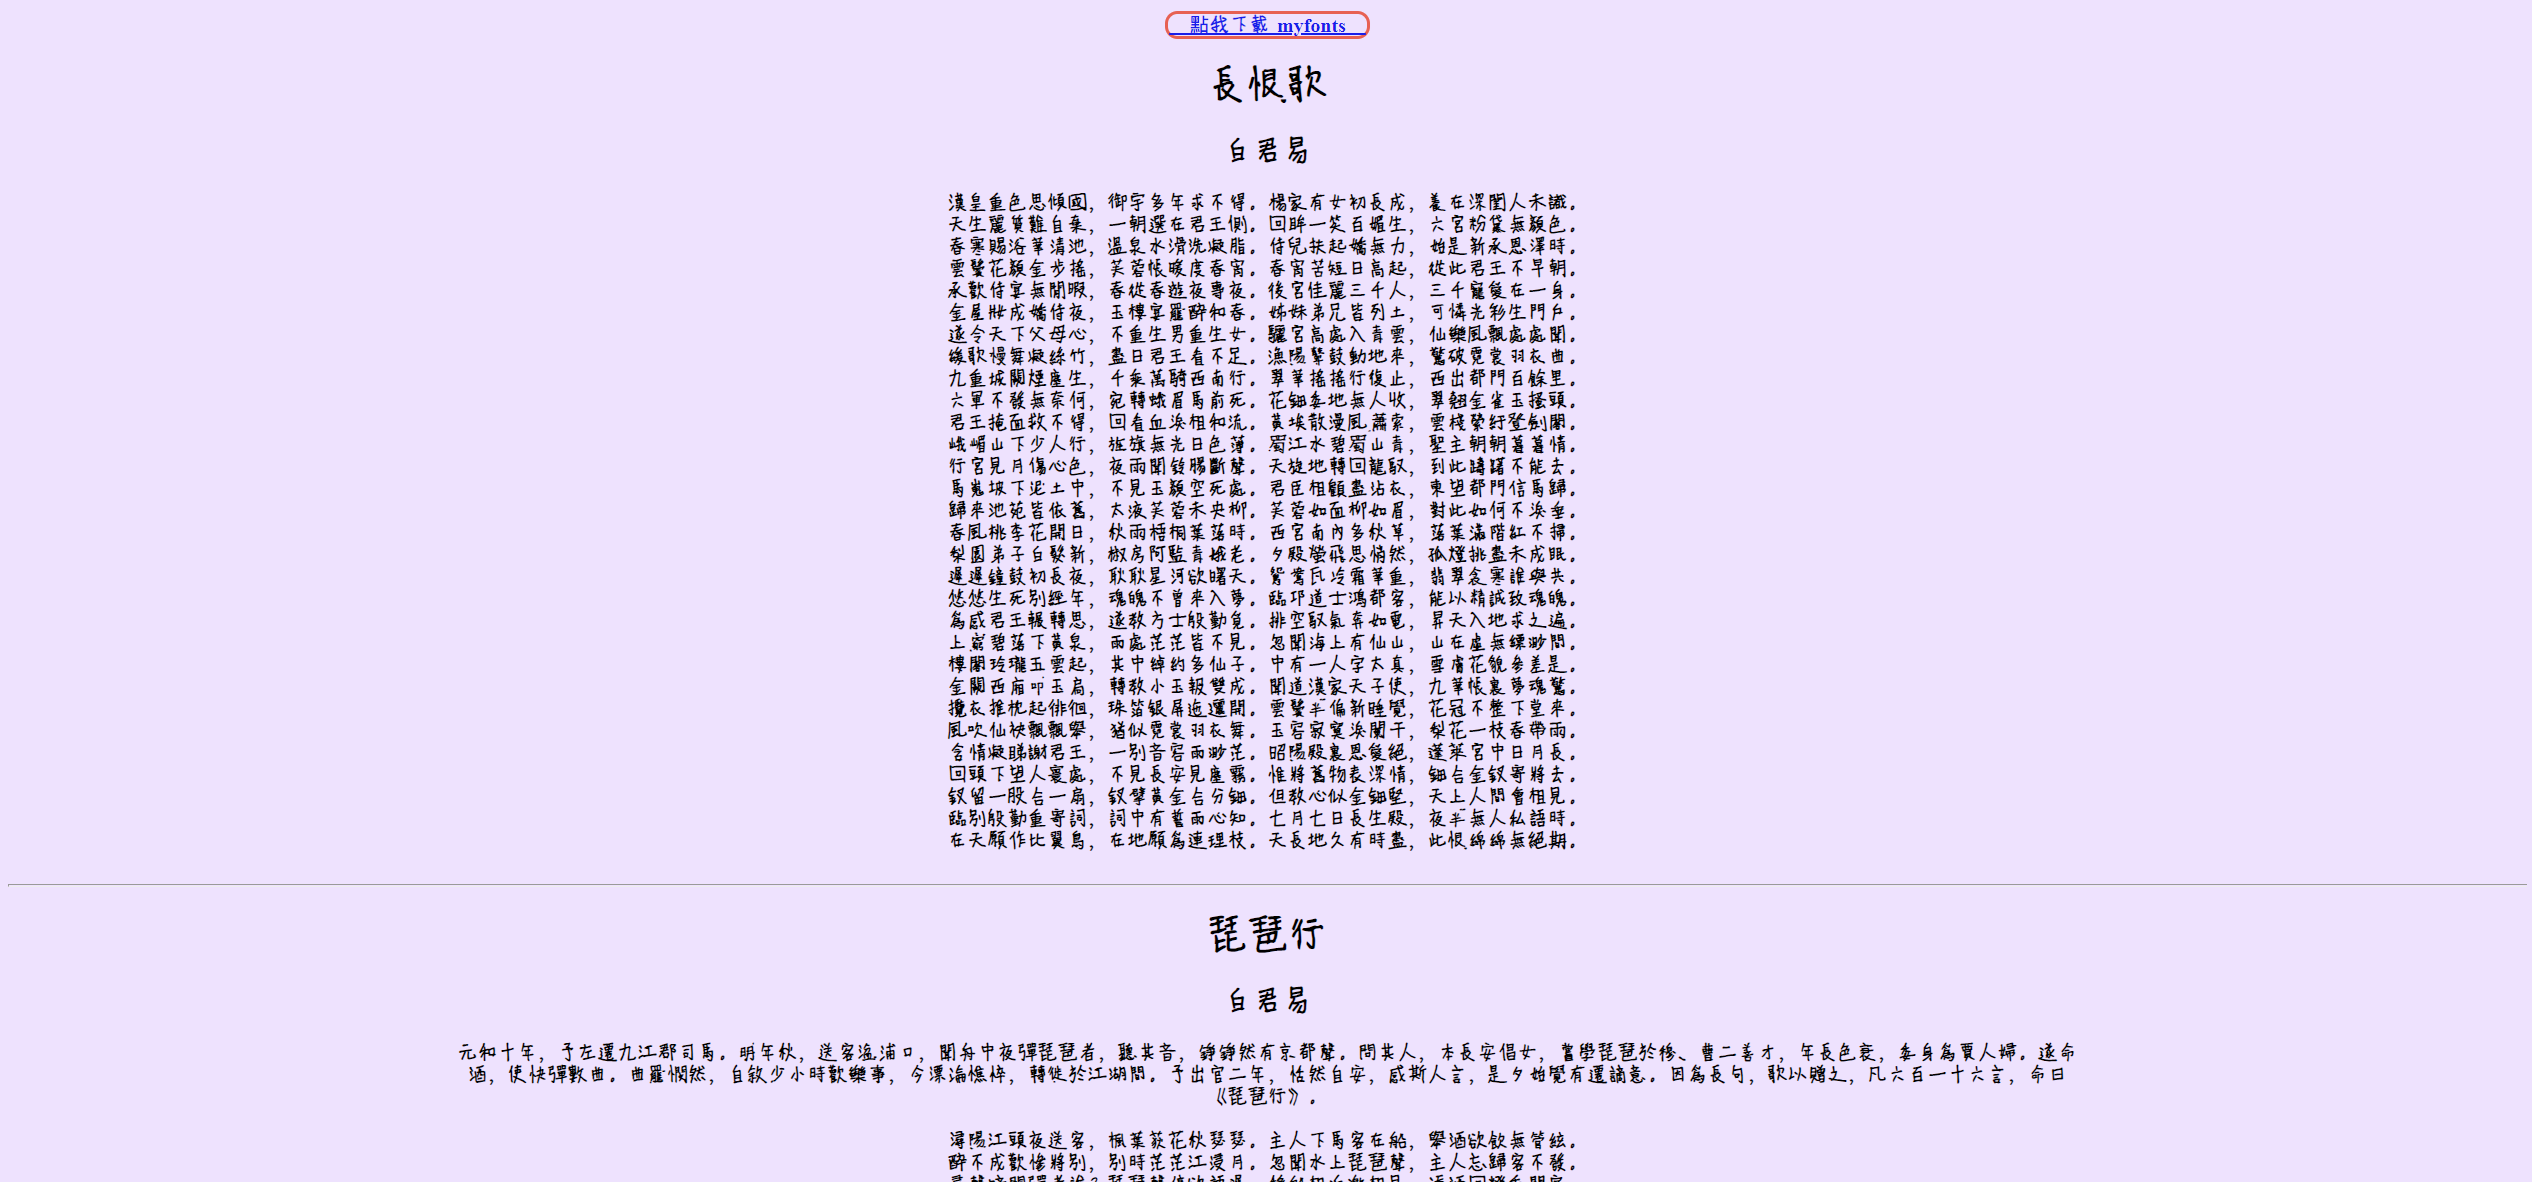 點我下載 myfonts
長恨歌
白君易
漢皇重色思傾國，御宇多年求不得。楊家有女初長成，養在深閨人未識。
天生麗質難自棄，一朝選在君王側。回眸一笑百媚生，六宮粉黛無顏色。
春寒賜浴華清池，溫泉水滑洗凝脂。侍兒扶起嬌無力，始是新承恩澤時。
雲鬢花顏金步搖，芙蓉帳暖度春宵。春宵苦短日高起，從此君王不早朝。
承歡侍宴無閒暇，春從春遊夜專夜。後宮佳麗三千人，三千寵愛在一身。
金屋妝成嬌侍夜，玉樓宴罷醉和春。姊妹弟兄皆列土，可憐光彩生門戶。
遂令天下父母心，不重生男重生女。驪宮高處入青雲，仙樂風飄處處聞。
緩歌慢舞凝絲竹，盡日君王看不足。漁陽鼙鼓動地來，驚破霓裳羽衣曲。
九重城闕煙塵生，千乘萬騎西南行。翠華搖搖行復止，西出都門百餘里。
六軍不發無奈何，宛轉蛾眉馬前死。花鈿委地無人收，翠翹金雀玉搔頭。
君王掩面救不得，回看血淚相和流。黃埃散漫風蕭索，雲棧縈紆登劍閣。
峨嵋山下少人行，旌旗無光日色薄。蜀江水碧蜀山青，聖主朝朝暮暮情。
行宮見月傷心色，夜雨聞鈴腸斷聲。天旋地轉回龍馭，到此躊躇不能去。
馬嵬坡下泥土中，不見玉顏空死處。君臣相顧盡沾衣，東望都門信馬歸。
歸來池苑皆依舊，太液芙蓉未央柳。芙蓉如面柳如眉，對此如何不淚垂。
春風桃李花開日，秋雨梧桐葉落時。西宮南內多秋草，落葉滿階紅不掃。
梨園弟子白髮新，椒房阿監青娥老。夕殿螢飛思悄然，孤燈挑盡未成眠。
遲遲鐘鼓初長夜，耿耿星河欲曙天。鴛鴦瓦冷霜華重，翡翠衾寒誰與共。
悠悠生死別經年，魂魄不曾來入夢。臨邛道士鴻都客，能以精誠致魂魄。
為感君王輾轉思，遂教方士殷勤覓。排空馭氣奔如電，昇天入地求之遍。
上窮碧落下黃泉，兩處茫茫皆不見。忽聞海上有仙山，山在虛無縹渺間。
樓閣玲瓏五雲起，其中綽約多仙子。中有一人字太真，雪膚花貌參差是。
金闕西廂叩玉扃，轉教小玉報雙成。聞道漢家天子使，九華帳裏夢魂驚。
攬衣推枕起徘徊，珠箔銀屏迤邐開。雲鬢半偏新睡覺，花冠不整下堂來。
風吹仙袂飄飄舉，猶似霓裳羽衣舞。玉容寂寞淚闌干，梨花一枝春帶雨。
含情凝睇謝君王，一別音容兩渺茫。昭陽殿裏恩愛絕，蓬萊宮中日月長。
回頭下望人寰處，不見長安見塵霧。惟將舊物表深情，鈿合金釵寄將去。
釵留一股合一扇，釵擘黃金合分鈿。但教心似金鈿堅，天上人間會相見。
臨別殷勤重寄詞，詞中有誓兩心知。七月七日長生殿，夜半無人私語時。
在天願作比翼鳥，在地願為連理枝。天長地久有時盡，此恨綿綿無絕期。
琵琶行
白君易
元和十年，予左遷九江郡司馬。明年秋，送客湓浦口，聞舟中夜彈琵琶者，聽其音，錚錚然有京都聲。問其人，本長安倡女，嘗學琵琶於穆、曹二善才，年長色衰，委身為賈人婦。遂命
酒，使快彈數曲。曲罷憫然，自敘少小時歡樂事，今漂淪憔悴，轉徙於江湖間。予出官二年，恬然自安，感斯人言，是夕始覺有遷謫意。因為長句，歌以贈之，凡六百一十六言，命曰
《琵琶行》。
潯陽江頭夜送客，楓葉荻花秋瑟瑟。主人下馬客在船，舉酒欲飲無管絃。
醉不成歡慘將別，別時茫茫江浸月。忽聞水上琵琶聲，主人忘歸客不發。